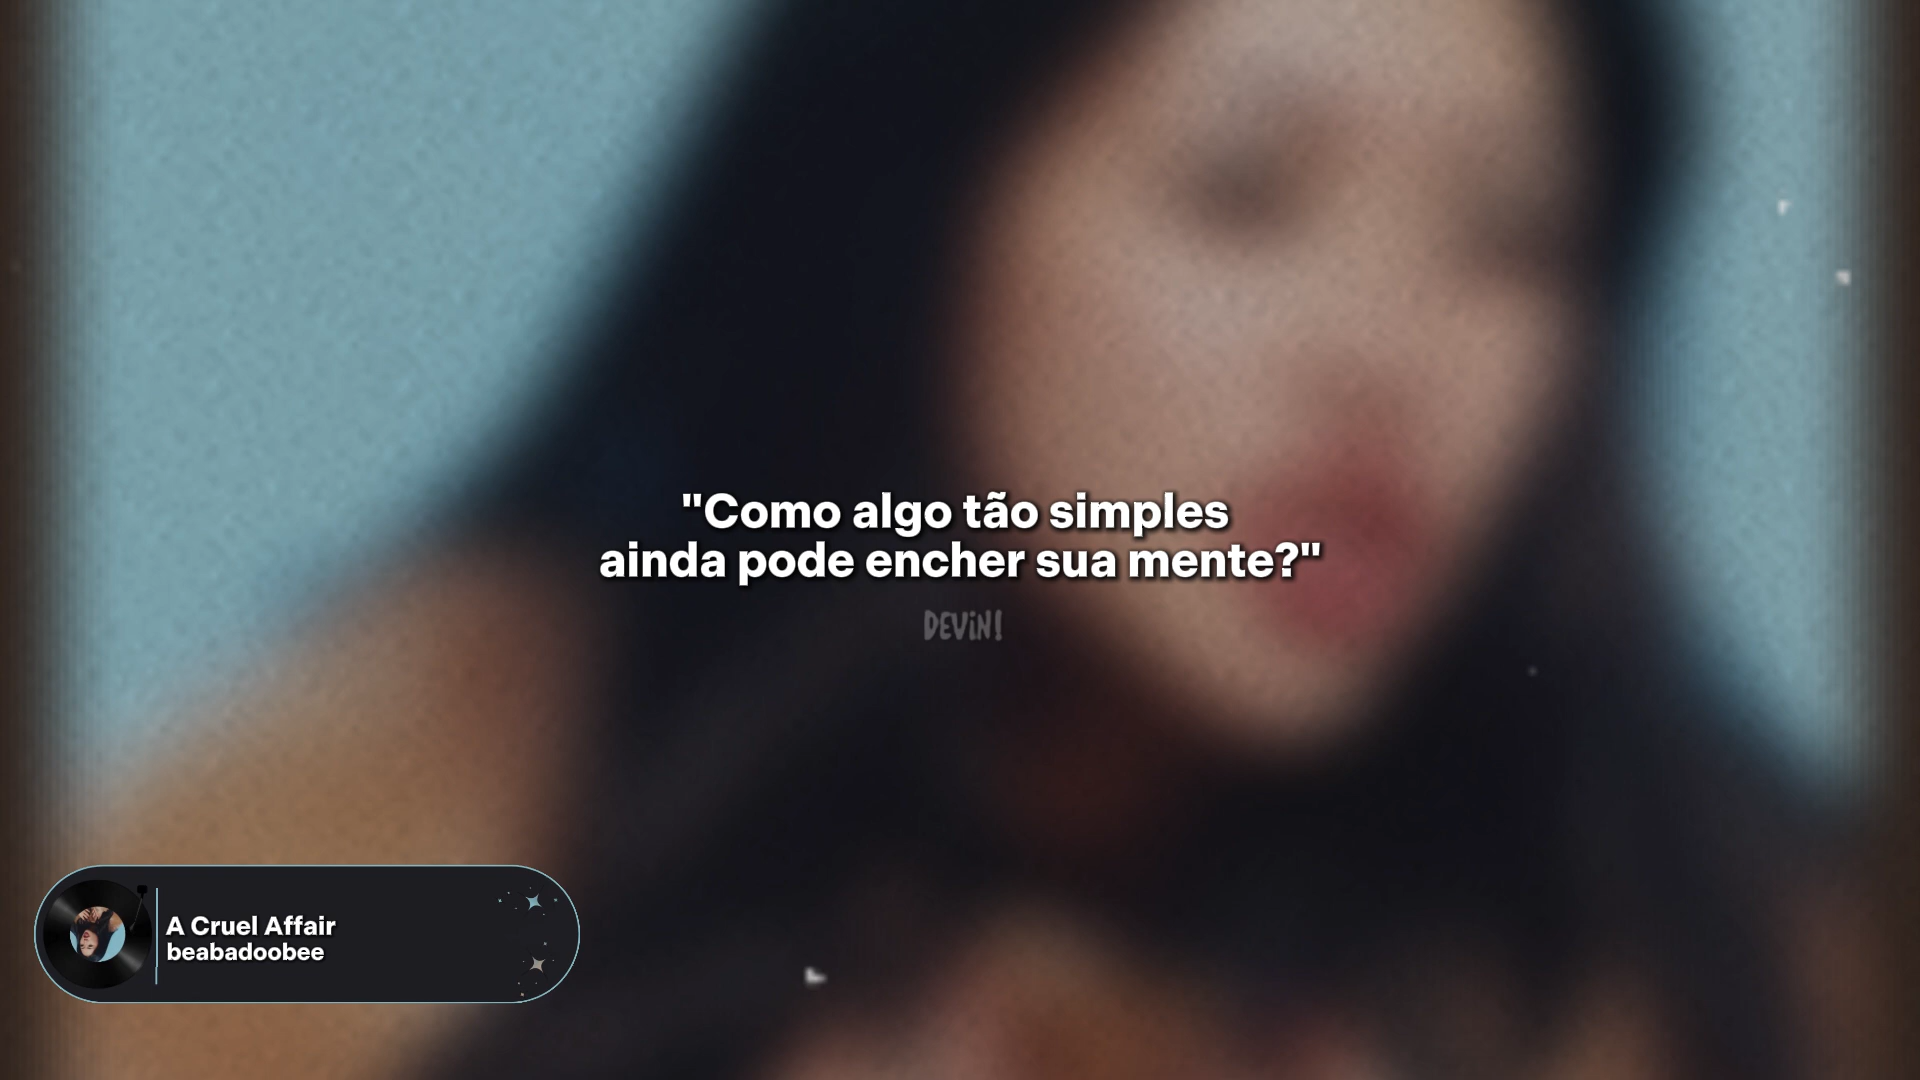 "Como algo tão simples
ainda pode encher sua mente?"
DEViN!
A Cruel Affair
beabadoobee